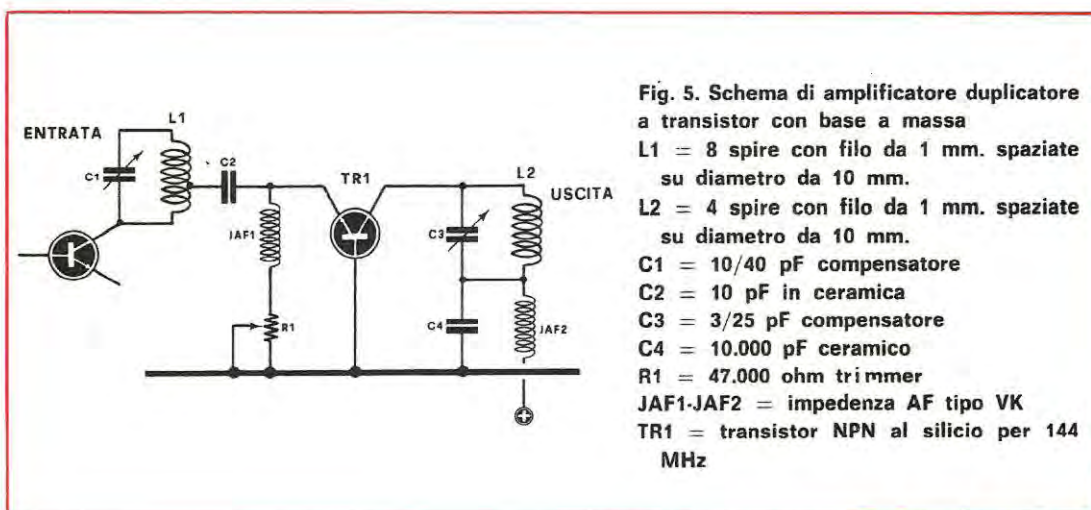 ENTRATA
L1
C1
C2
JAF1
R1
TR1
L2
USCITA
C3
C4
JAF2
Fig. 5. Schema di amplificatore duplicatore
a transistor con base a massa
L1 = 8 spire con filo da 1 mm. spaziate
su diametro da 10 mm.
L2 = 4 spire con filo da 1 mm. spaziate
su diametro da 10 mm.
C1 = 10/40 pF compensatore
C2 = 10 pF in ceramica
C3 = 3/25 pF compensatore
C4 = 10.000 pF ceramico
R1 = 47.000 ohm trimmer
JAF1-JAF2 = impedenza AF tipo VK
TR1 = transistor NPN al silicio per 144
MHz